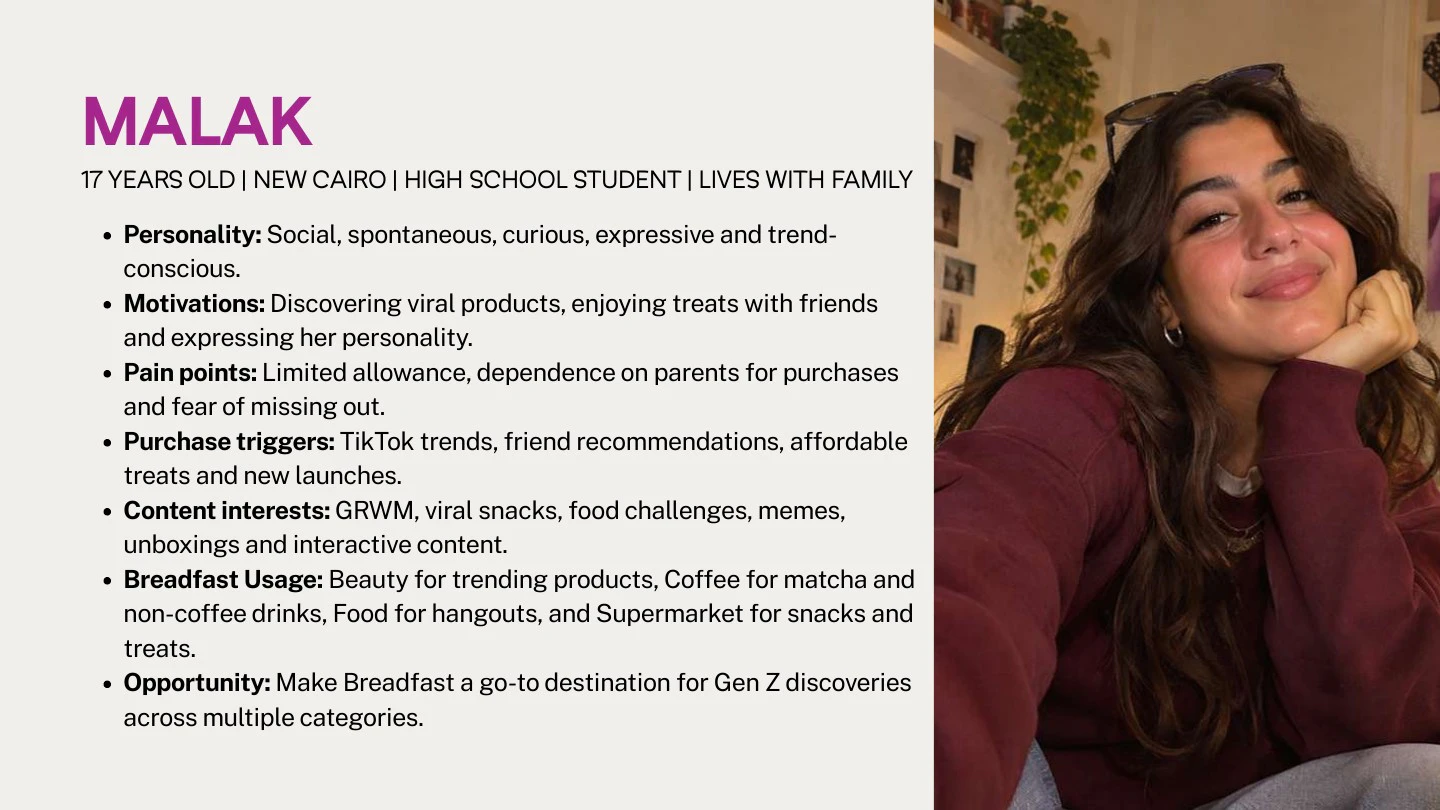 MALAK
17 YEARS OLD | NEW CAIRO | HIGH SCHOOL STUDENT | LIVES WITH FAMILY
• Personality: Social, spontaneous, curious, expressive and trend-
conscious.
• Motivations: Discovering viral products, enjoying treats with friends
and expressing her personality.
• Pain points: Limited allowance, dependence on parents for purchases
and fear of missing out.
• Purchase triggers: TikTok trends, friend recommendations, affordable
treats and new launches.
• Content interests: GRWM, viral snacks, food challenges, memes,
unboxings and interactive content.
• Breadfast Usage: Beauty for trending products, Coffee for matcha and
non-coffee drinks, Food for hangouts, and Supermarket for snacks and
treats.
• Opportunity: Make Breadfast a go-to destination for Gen Z discoveries
across multiple categories.